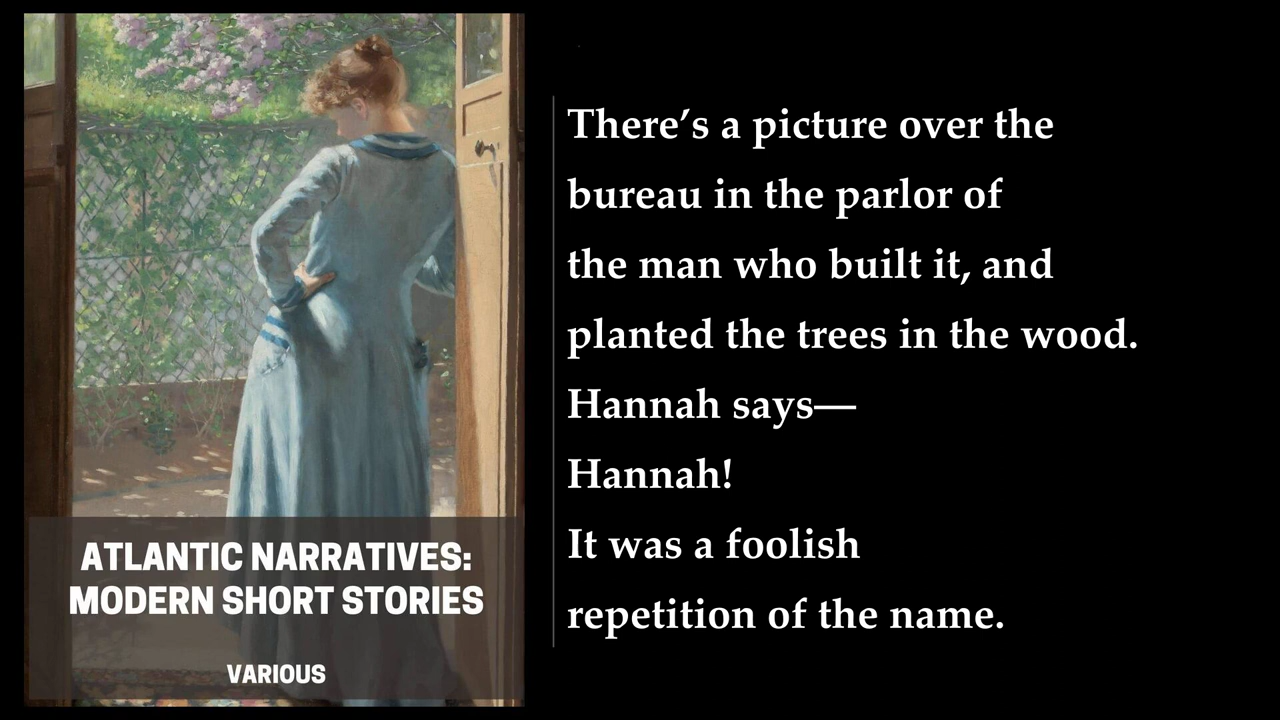 ATLANTIC NARRATIVES:
MODERN SHORT STORIES
VARIOUS
There’s a picture over the
bureau in the parlor of
the man who built it, and
planted the trees in the wood.
Hannah says—
Hannah!
It was a foolish
repetition of the name.